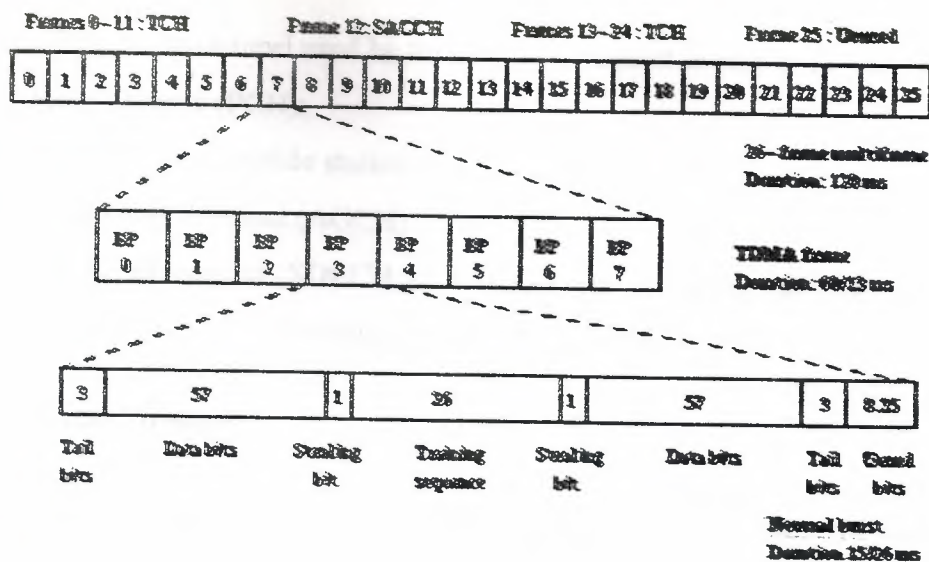 Frames 0-11 : TCH Frame 12: SACCH Frames 13-24 : TCH Frame 25 : Unused
0 1 2 3 4 5 6 7 8 9 10 11 12 13 14 15 16 17 18 19 20 21 22 23 24 25
26-frame multiframe
Duration: 120 ms
BP 0 BP 1 BP 2 BP 3 BP 4 BP 5 BP 6 BP 7
TDMA frame
Duration: 60/13 ms
3 57 1 26 1 57 3 8.25
Tail bits Data bits Stealing bit Training sequence Stealing bit Data bits Tail bits Guard bits
Normal burst
Duration 15/26 ms